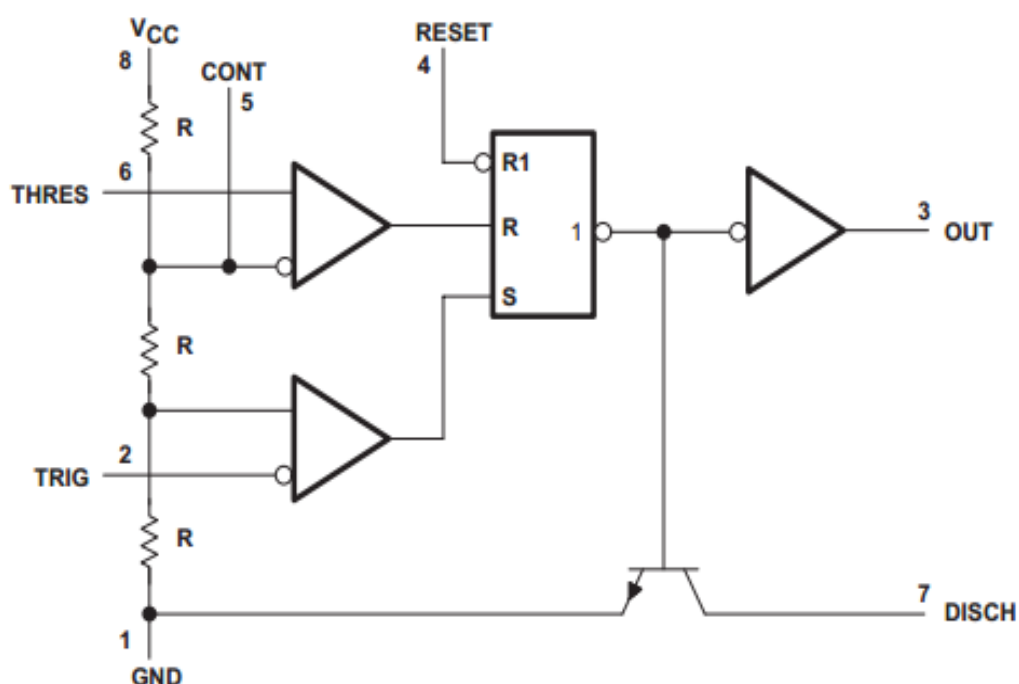 VCC
8
RESET
4
CONT
5
R
6
THRES
R1
R
1
3
OUT
S
R
2
TRIG
R
7
DISCH
1
GND